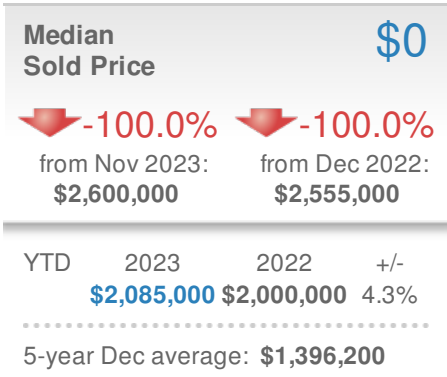 Median $0
Sold Price
-100.0% -100.0%
from Nov 2023: from Dec 2022:
$2,600,000 $2,555,000
YTD 2023 2022 +/-
$2,085,000 $2,000,000 4.3%
5-year Dec average: $1,396,200